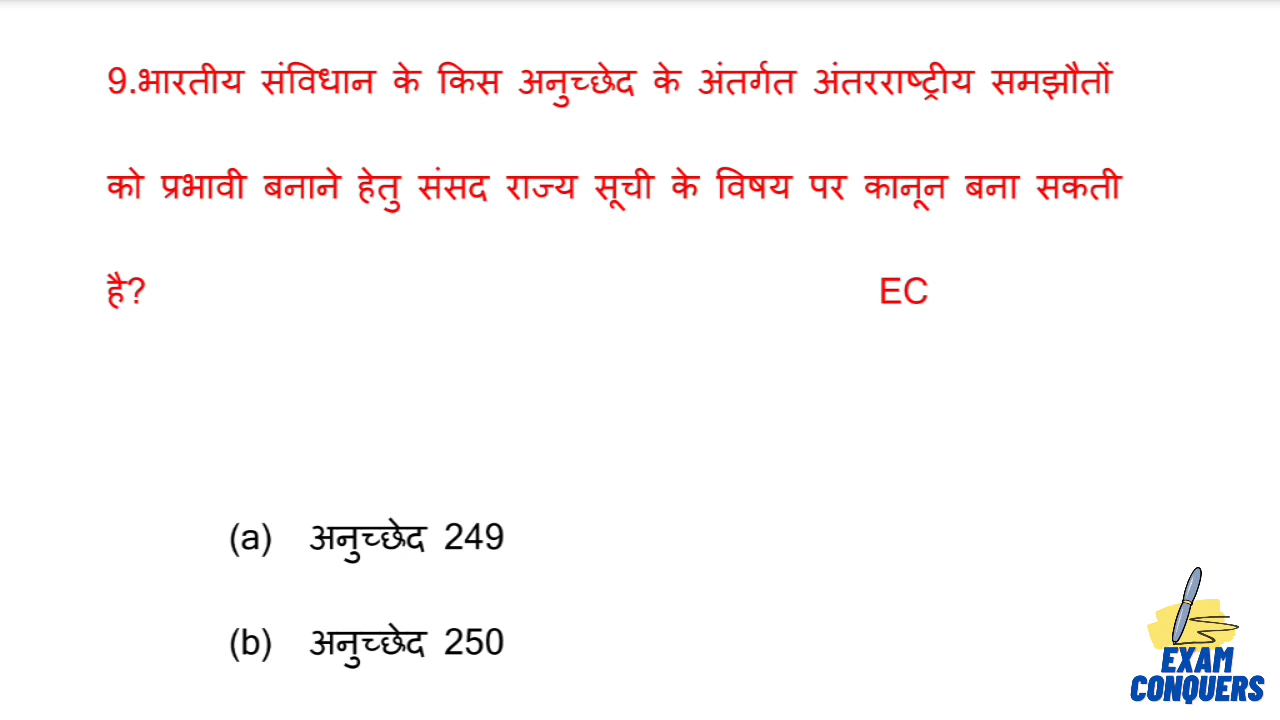 9.भारतीय संविधान के किस अनुच्छेद के अंतर्गत अंतरराष्ट्रीय समझौतों
को प्रभावी बनाने हेतु संसद राज्य सूची के विषय पर कानून बना सकती
है? EC
(a) अनुच्छेद 249
(b) अनुच्छेद 250
EXAM
CONQUERS